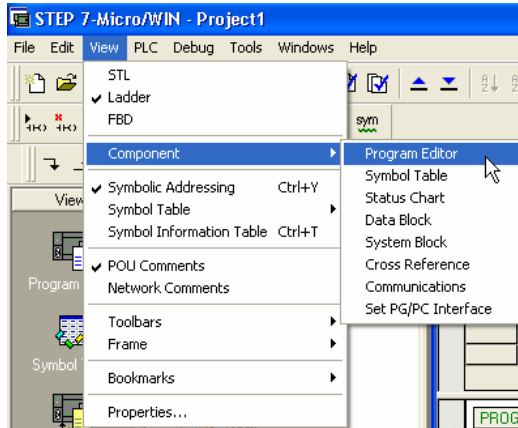 STEP 7-Micro/WIN - Project1
File Edit View PLC Debug Tools Windows Help
STL
Ladder
FBD
sym
Component
Program Editor
Symbol Table
Status Chart
Data Block
System Block
Cross Reference
Communications
Set PG/PC Interface
View
Symbolic Addressing Ctrl+Y
Symbol Table
Symbol Information Table Ctrl+T
POU Comments
Network Comments
Program
Toolbars
Frame
Symbol
Bookmarks
Properties...
PROG